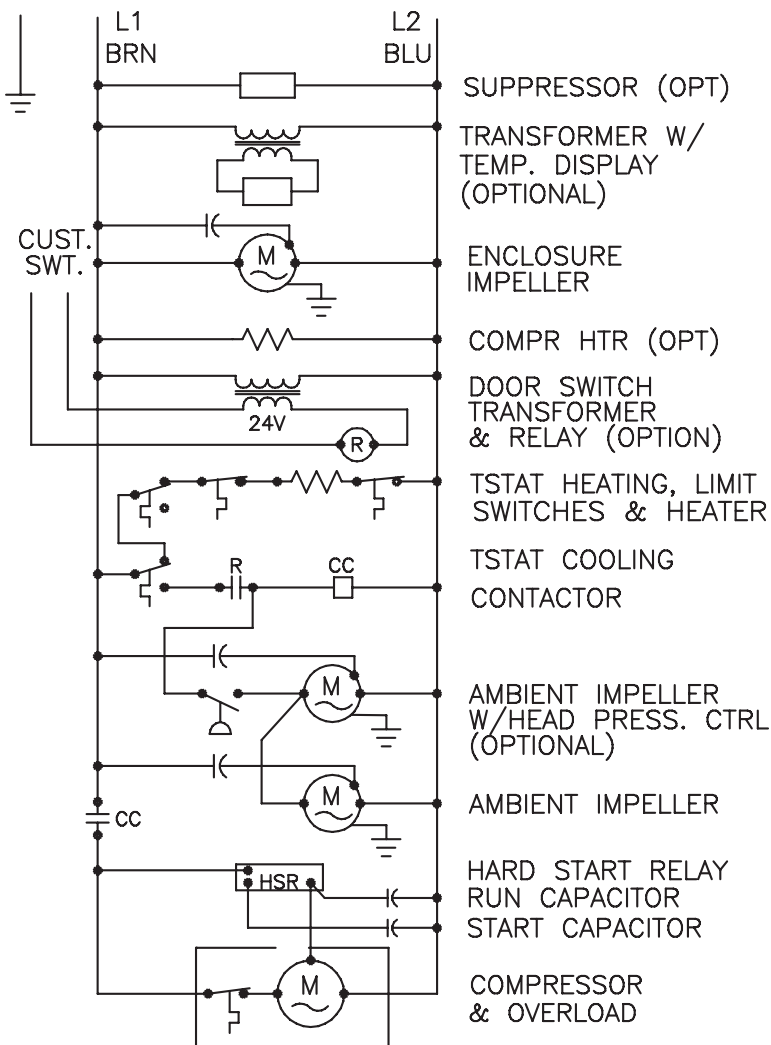 L1
BRN
L2
BLU
SUPPRESSOR (OPT)
TRANSFORMER W/
TEMP. DISPLAY
(OPTIONAL)
CUST.
SWT.
M
ENCLOSURE
IMPELLER
COMPR HTR (OPT)
DOOR SWITCH
TRANSFORMER
& RELAY (OPTION)
24V
R
TSTAT HEATING, LIMIT
SWITCHES & HEATER
TSTAT COOLING
CONTACTOR
R
CC
M
AMBIENT IMPELLER
W/HEAD PRESS. CTRL
(OPTIONAL)
M
AMBIENT IMPELLER
CC
HSR
HARD START RELAY
RUN CAPACITOR
START CAPACITOR
M
COMPRESSOR
& OVERLOAD